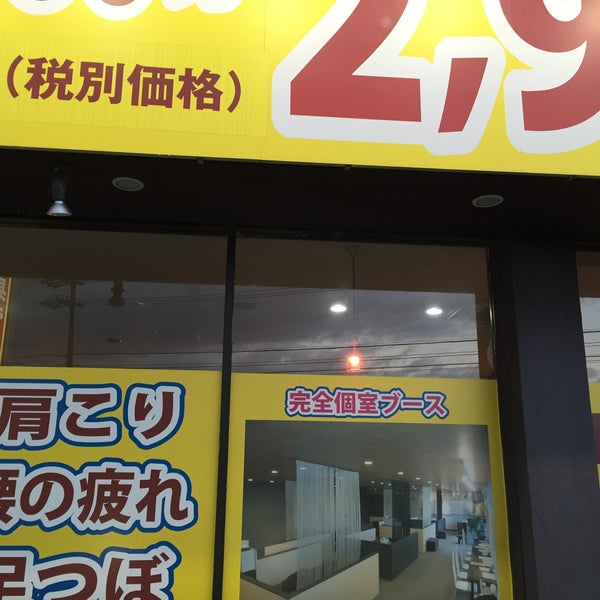 2,9
(税別価格)
完全個室ブース
肩こり
腰の疲れ
足つぼ